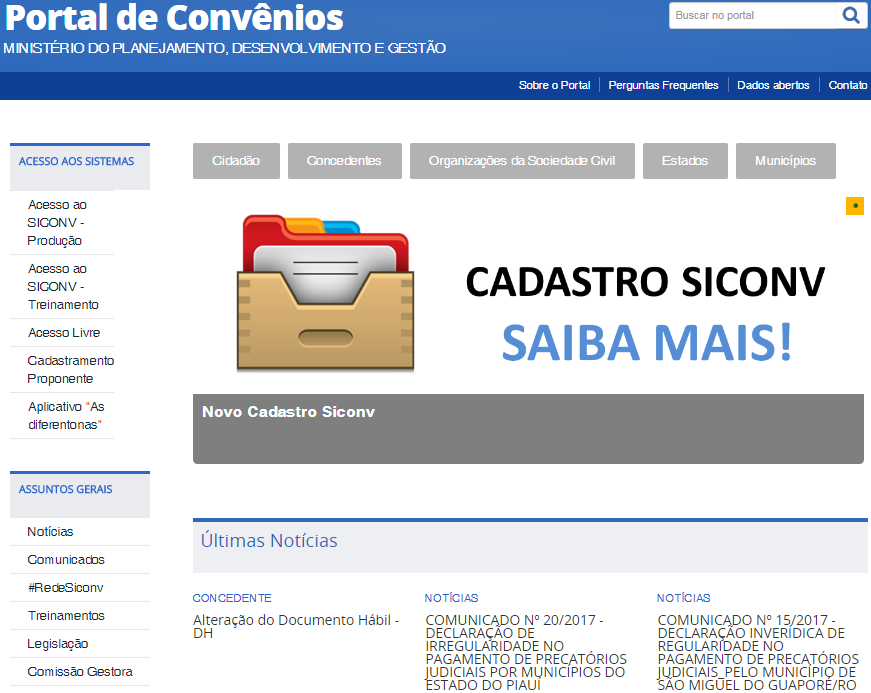 Portal de Convênios
MINISTÉRIO DO PLANEJAMENTO, DESENVOLVIMENTO E GESTÃO
Buscar no portal
Sobre o Portal
Perguntas Frequentes
Dados abertos
Contato
ACESSO AOS SISTEMAS
Acesso ao
SICONV -
Produção
Acesso ao
SICONV -
Treinamento
Acesso Livre
Cadastramento
Proponente
Aplicativo "As
diferentonas"
ASSUNTOS GERAIS
Notícias
Comunicados
#RedeSiconv
Treinamentos
Legislação
Comissão Gestora
Cidadão
Concedentes
Organizações da Sociedade Civil
Estados
Municípios
CADASTRO SICONV
SAIBA MAIS!
Novo Cadastro Siconv
Últimas Notícias
CONCEDENTE
Alteração do Documento Hábil -
DH
NOTÍCIAS
COMUNICADO Nº 20/2017 -
DECLARAÇÃO DE
IRREGULARIDADE NO
PAGAMENTO DE PRECATÓRIOS
JUDICIAIS POR MUNICÍPIOS DO
ESTADO DO PIAUÍ
NOTÍCIAS
COMUNICADO Nº 15/2017 -
DECLARAÇÃO INVERÍDICA DE
REGULARIDADE NO
PAGAMENTO DE PRECATÓRIOS
JUDICIAIS_PELO MUNICÍPIO DE
SÃO MIGUEL DO GUAPORÉ/RO